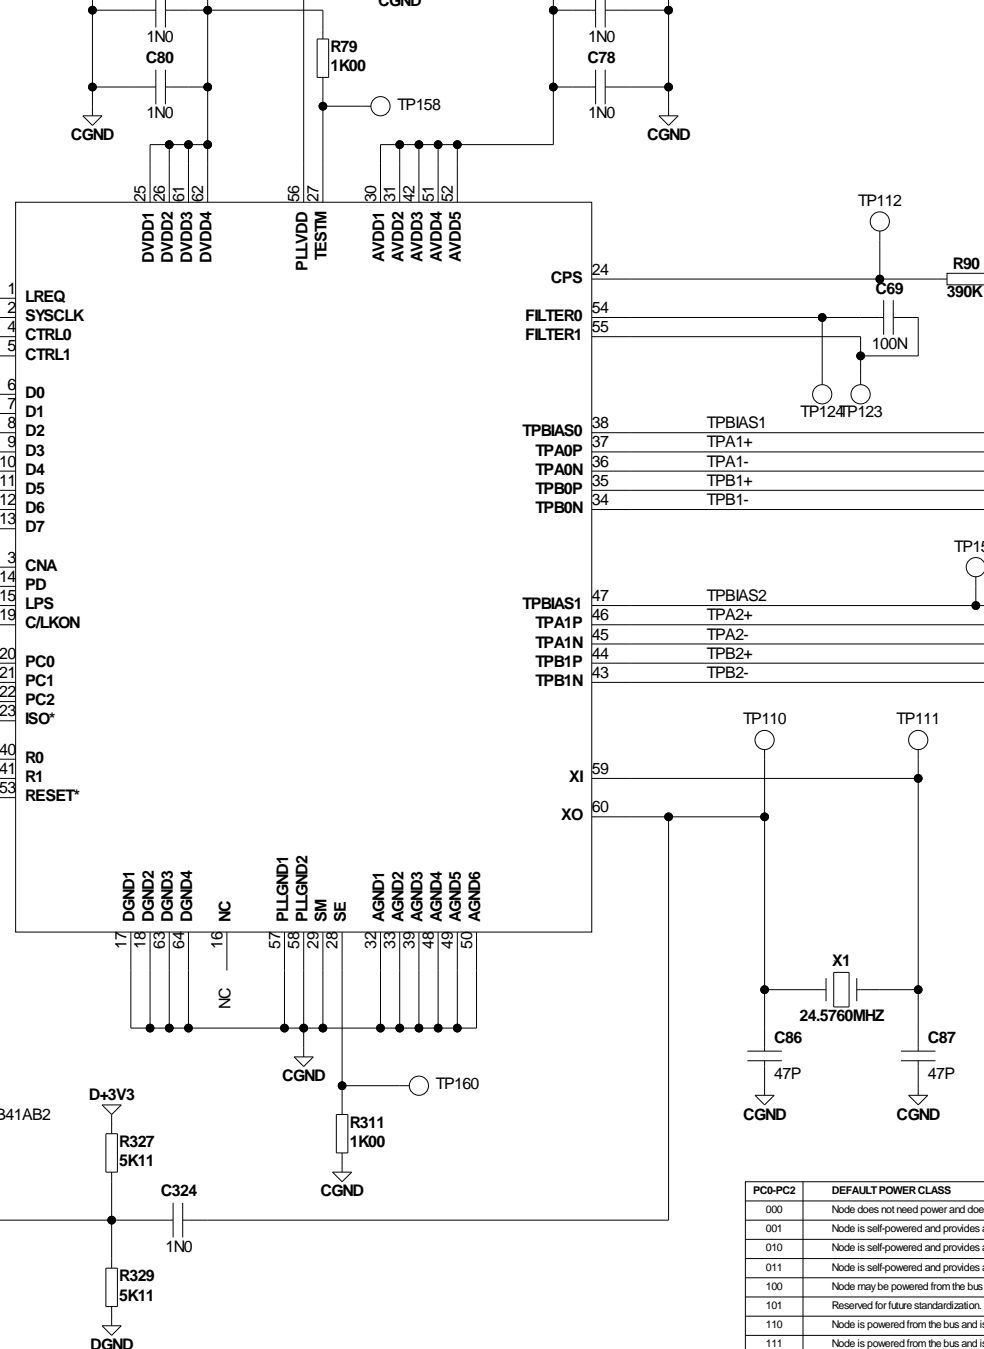 CGND
1N0
C80
1N0
CGND
R79
1K00
TP158
1N0
C78
1N0
CGND
25
26
61
62
56
27
30
31
42
51
52
DVDD1
DVDD2
DVDD3
DVDD4
PLLVDD
TESTM
AVDD1
AVDD2
AVDD3
AVDD4
AVDD5
TP112
CPS 24
R90
390K
C69
100N
FILTER0 54
FILTER1 55
TP124
TP123
1 LREQ
2 SYSCLK
4 CTRL0
5 CTRL1
6 D0
7 D1
8 D2
9 D3
10 D4
11 D5
12 D6
13 D7
3 CNA
14 PD
15 LPS
19 C/LKON
20 PC0
21 PC1
22 PC2
23 ISO*
40 R0
41 R1
53 RESET*
TPBIAS0 38 TPBIAS1
TPA0P 37 TPA1+
TPA0N 36 TPA1-
TPB0P 35 TPB1+
TPB0N 34 TPB1-
TP15
TPBIAS1 47 TPBIAS2
TPA1P 46 TPA2+
TPA1N 45 TPA2-
TPB1P 44 TPB2+
TPB1N 43 TPB2-
TP110
TP111
XI 59
XO 60
DGND1
DGND2
DGND3
DGND4
NC
PLLGND1
PLLGND2
SM
SE
AGND1
AGND2
AGND3
AGND4
AGND5
AGND6
17
18
63
64
16
57
58
29
28
32
33
39
48
49
50
NC
CGND
TP160
R311
1K00
CGND
X1
24.5760MHZ
C86
47P
CGND
C87
47P
CGND
B41AB2
D+3V3
R327
5K11
C324
1N0
R329
5K11
DGND
PC0-PC2 DEFAULT POWER CLASS
000 Node does not need power and doe
001 Node is self-powered and provides a
010 Node is self-powered and provides a
011 Node is self-powered and provides a
100 Node may be powered from the bus
101 Reserved for future standardization.
110 Node is powered from the bus and is
111 Node is powered from the bus and is